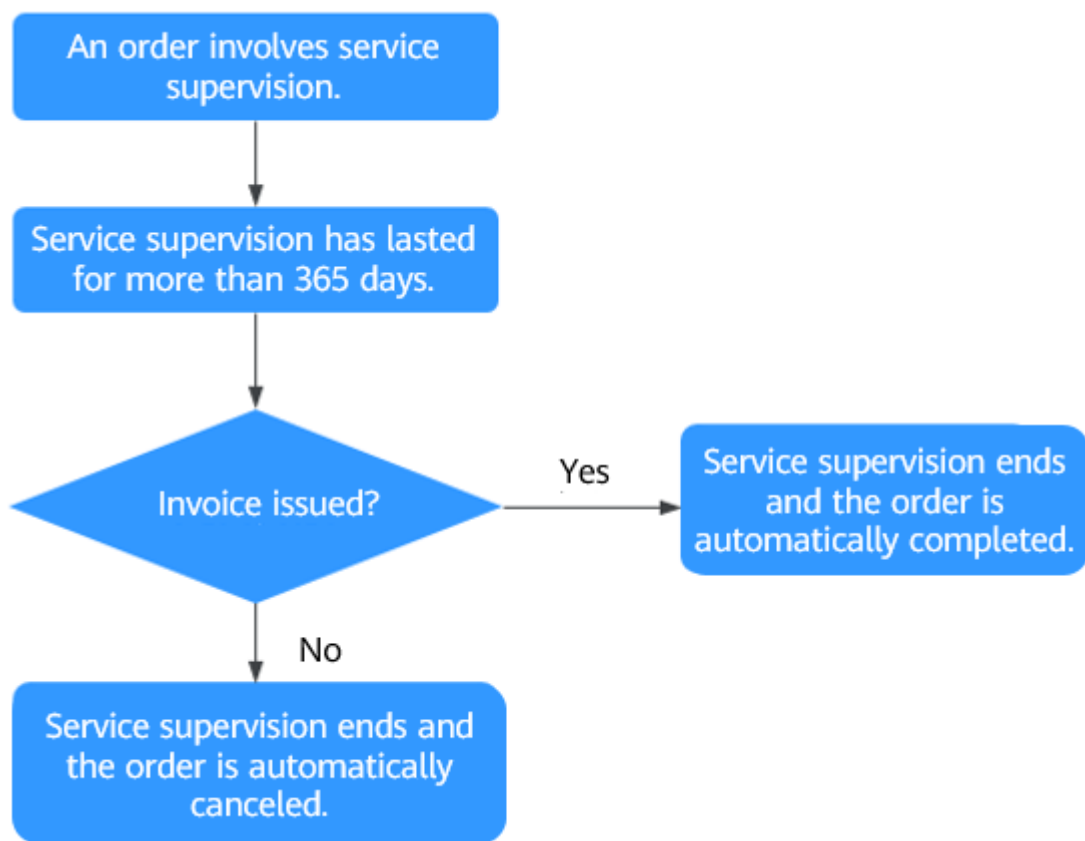 An order involves service
supervision.
Service supervision has lasted
for more than 365 days.
Invoice issued?
Yes
Service supervision ends
and the order is
automatically completed.
No
Service supervision ends and
the order is automatically
canceled.